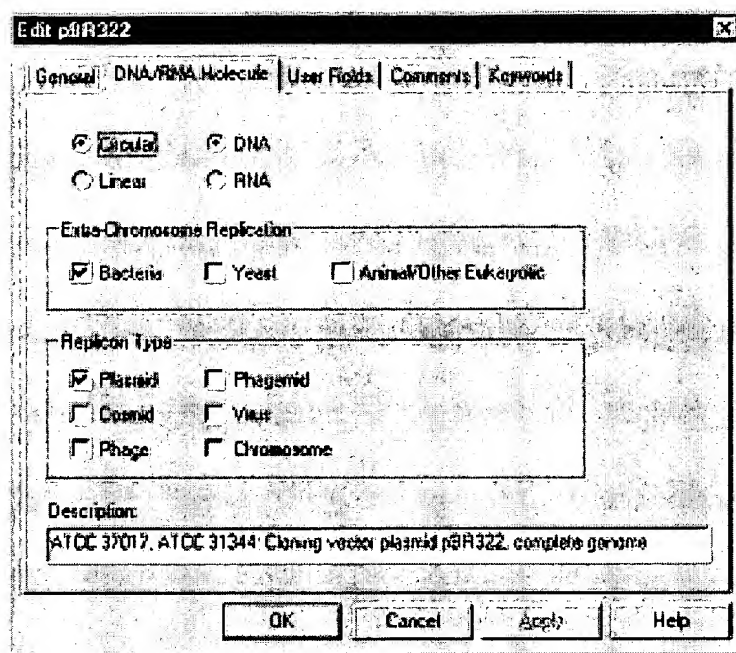 Edit pBR322
General DNA/RNA Molecule User Fields Comments Keywords
Circular DNA
Linear RNA
Extra-Chromosome Replication
Bacteria Yeast Animal/Other Eukaryotic
Replicon Type
Plasmid Phagemid
Cosmid Virus
Phage Chromosome
Description:
ATCC 37017, ATCC 31344: Cloning vector plasmid pBR322, complete genome
OK Cancel Apply Help